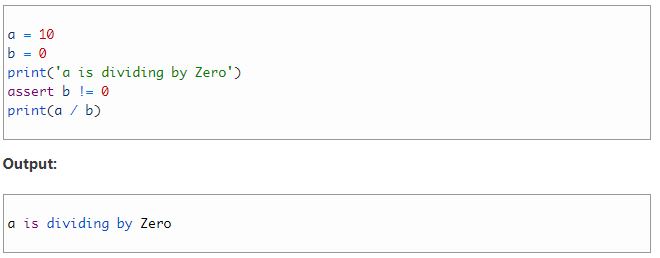 a = 10
b = 0
print('a is dividing by Zero')
assert b != 0
print(a / b)
Output:
a is dividing by Zero